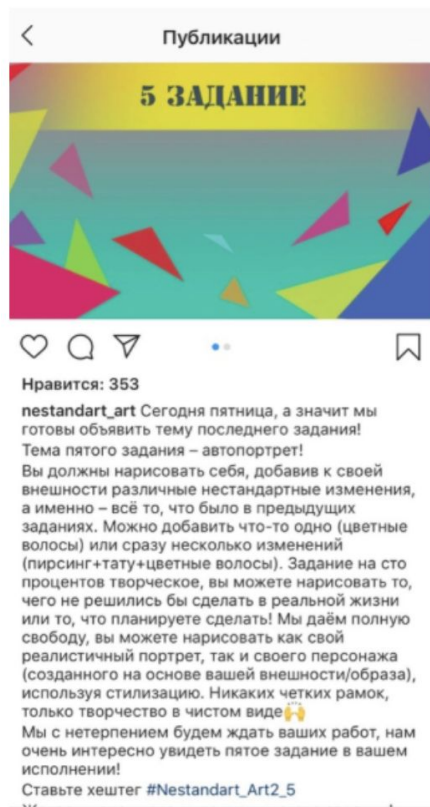 Публикации
5 ЗАДАНИЕ
Нравится: 353
nestandart_art Сегодня пятница, а значит мы
готовы объявить тему последнего задания!
Тема пятого задания – автопортрет!
Вы должны нарисовать себя, добавив к своей
внешности различные нестандартные изменения,
а именно – всё то, что было в предыдущих
заданиях. Можно добавить что-то одно (цветные
волосы) или сразу несколько изменений
(пирсинг+тату+цветные волосы). Задание на сто
процентов творческое, вы можете нарисовать то,
чего не решились бы сделать в реальной жизни
или то, что планируете сделать! Мы даём полную
свободу, вы можете нарисовать как свой
реалистичный портрет, так и своего персонажа
(созданного на основе вашей внешности/образа),
используя стилизацию. Никаких четких рамок,
только творчество в чистом виде🙌
Мы с нетерпением будем ждать ваших работ, нам
очень интересно увидеть пятое задание в вашем
исполнении!
Ставьте хештег #Nestandart_Art2_5